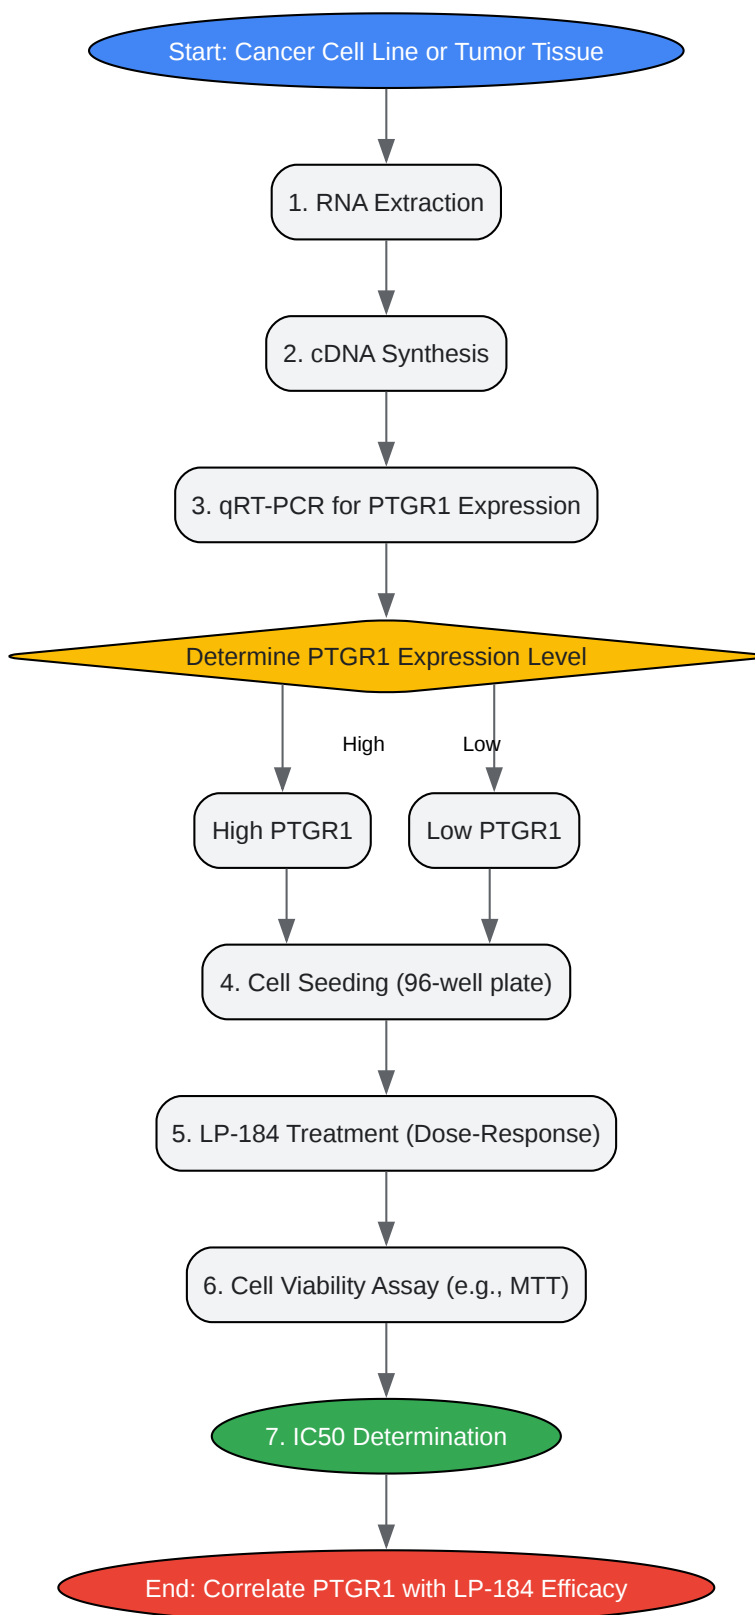 Start: Cancer Cell Line or Tumor Tissue
1. RNA Extraction
2. cDNA Synthesis
3. qRT-PCR for PTGR1 Expression
Determine PTGR1 Expression Level
High
Low
High PTGR1
Low PTGR1
4. Cell Seeding (96-well plate)
5. LP-184 Treatment (Dose-Response)
6. Cell Viability Assay (e.g., MTT)
7. IC50 Determination
End: Correlate PTGR1 with LP-184 Efficacy